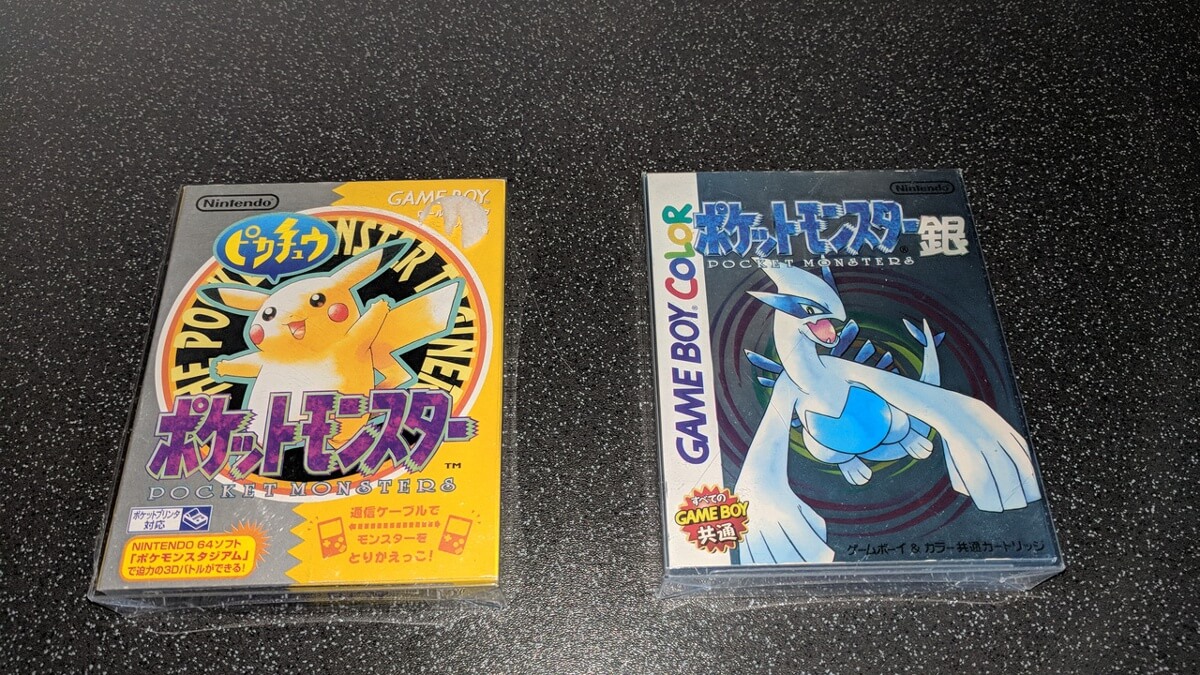 Nintendo
GAME BOY
ピカチュウ
THE POCKET MONSTER TRAINER
ポケットモンスター
TM
POCKET MONSTERS
ポケットプリンタ
対応
NINTENDO 64ソフト
「ポケモンスタジアム」
で迫力の3Dバトルができる!
通信ケーブルで
モンスターを
とりかえっこ!
Nintendo
GAME BOY COLOR
ポケットモンスター銀
POCKET MONSTERS
すべての
GAME BOY
共通
ゲームボーイ & カラー共通カートリッジ